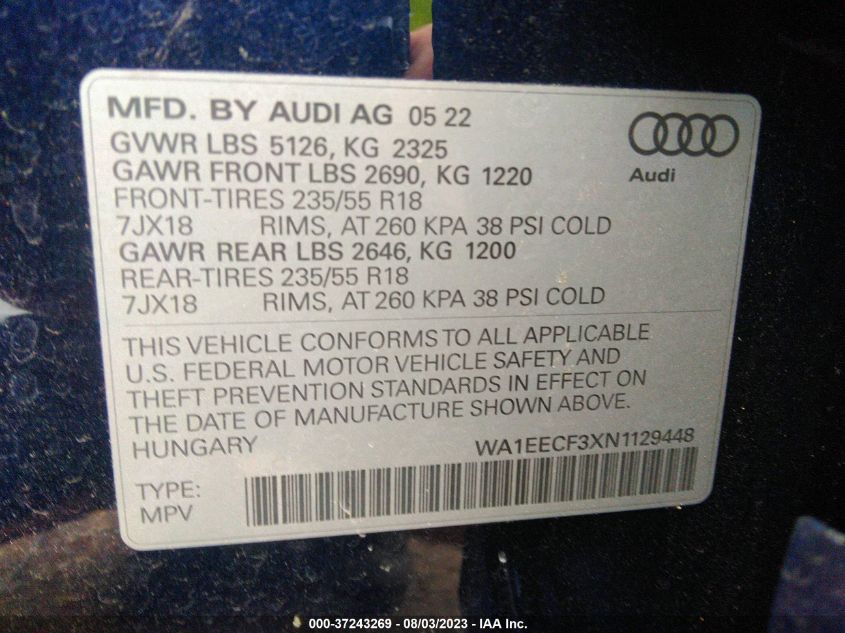 MFD. BY AUDI AG 05 22
GVWR LBS 5126, KG 2325
GAWR FRONT LBS 2690, KG 1220
Audi
FRONT-TIRES 235/55 R18
7JX18 RIMS, AT 260 KPA 38 PSI COLD
GAWR REAR LBS 2646, KG 1200
REAR-TIRES 235/55 R18
7JX18 RIMS, AT 260 KPA 38 PSI COLD
THIS VEHICLE CONFORMS TO ALL APPLICABLE
U.S. FEDERAL MOTOR VEHICLE SAFETY AND
THEFT PREVENTION STANDARDS IN EFFECT ON
THE DATE OF MANUFACTURE SHOWN ABOVE.
HUNGARY WA1EECF3XN1129448
TYPE:
MPV
000-37243269 - 08/03/2023 - IAA Inc.